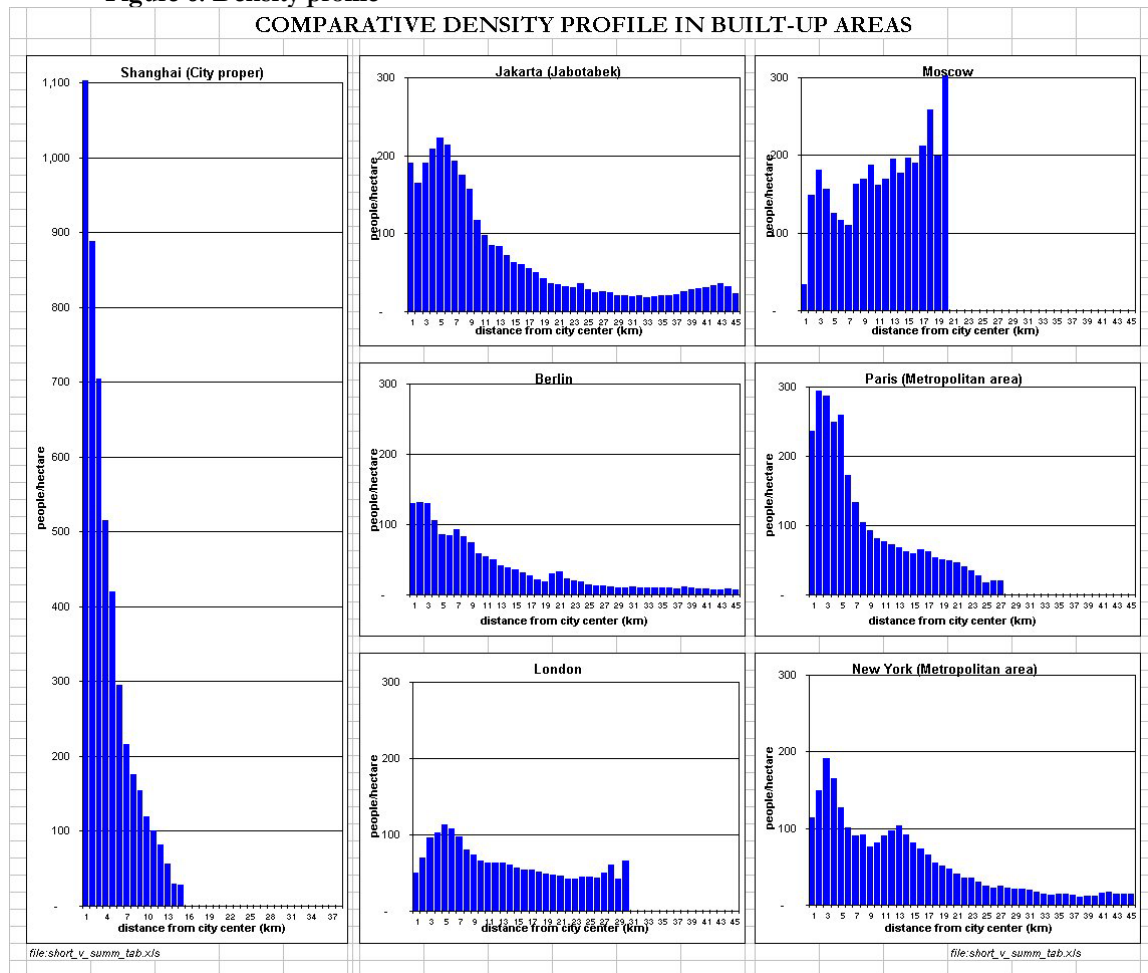 Figure 6. Density profile
COMPARATIVE DENSITY PROFILE IN BUILT-UP AREAS
Shanghai (City proper)
1,100
1,000
900
800
700
600
500
400
300
200
100
-
people/hectare
1 4 7 10 13 16 19 22 25 28 31 34 37
distance from city center (km)
Jakarta (Jabotabek)
300
200
100
-
people/hectare
1 3 5 7 9 11 13 15 17 19 21 23 25 27 29 31 33 35 37 39 41 43 45
distance from city center (km)
Moscow
300
200
100
-
people/hectare
1 3 5 7 9 11 13 15 17 19 21 23 25 27 29 31 33 35 37 39 41 43 45
distance from city center (km)
Berlin
300
200
100
-
people/hectare
1 3 5 7 9 11 13 15 17 19 21 23 25 27 29 31 33 35 37 39 41 43 45
distance from city center (km)
Paris (Metropolitan area)
300
200
100
-
people/hectare
1 3 5 7 9 11 13 15 17 19 21 23 25 27 29 31 33 35 37 39 41 43 45
distance from city center (km)
London
300
200
100
-
people/hectare
1 3 5 7 9 11 13 15 17 19 21 23 25 27 29 31 33 35 37 39 41 43 45
distance from city center (km)
New York (Metropolitan area)
300
200
100
-
people/hectare
1 3 5 7 9 11 13 15 17 19 21 23 25 27 29 31 33 35 37 39 41 43 45
distance from city center (km)
file:short_v_summ_tab.xls
file:short_v_summ_tab.xls